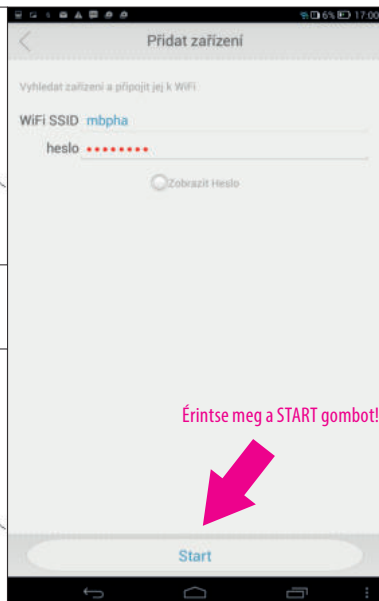 6% 17:00
Přidat zařízení
Vyhledat zařízení a připojit jej k WiFi
WiFi SSID mbpha
heslo ••••••••
Zobrazit Heslo
Érintse meg a START gombot!
Start